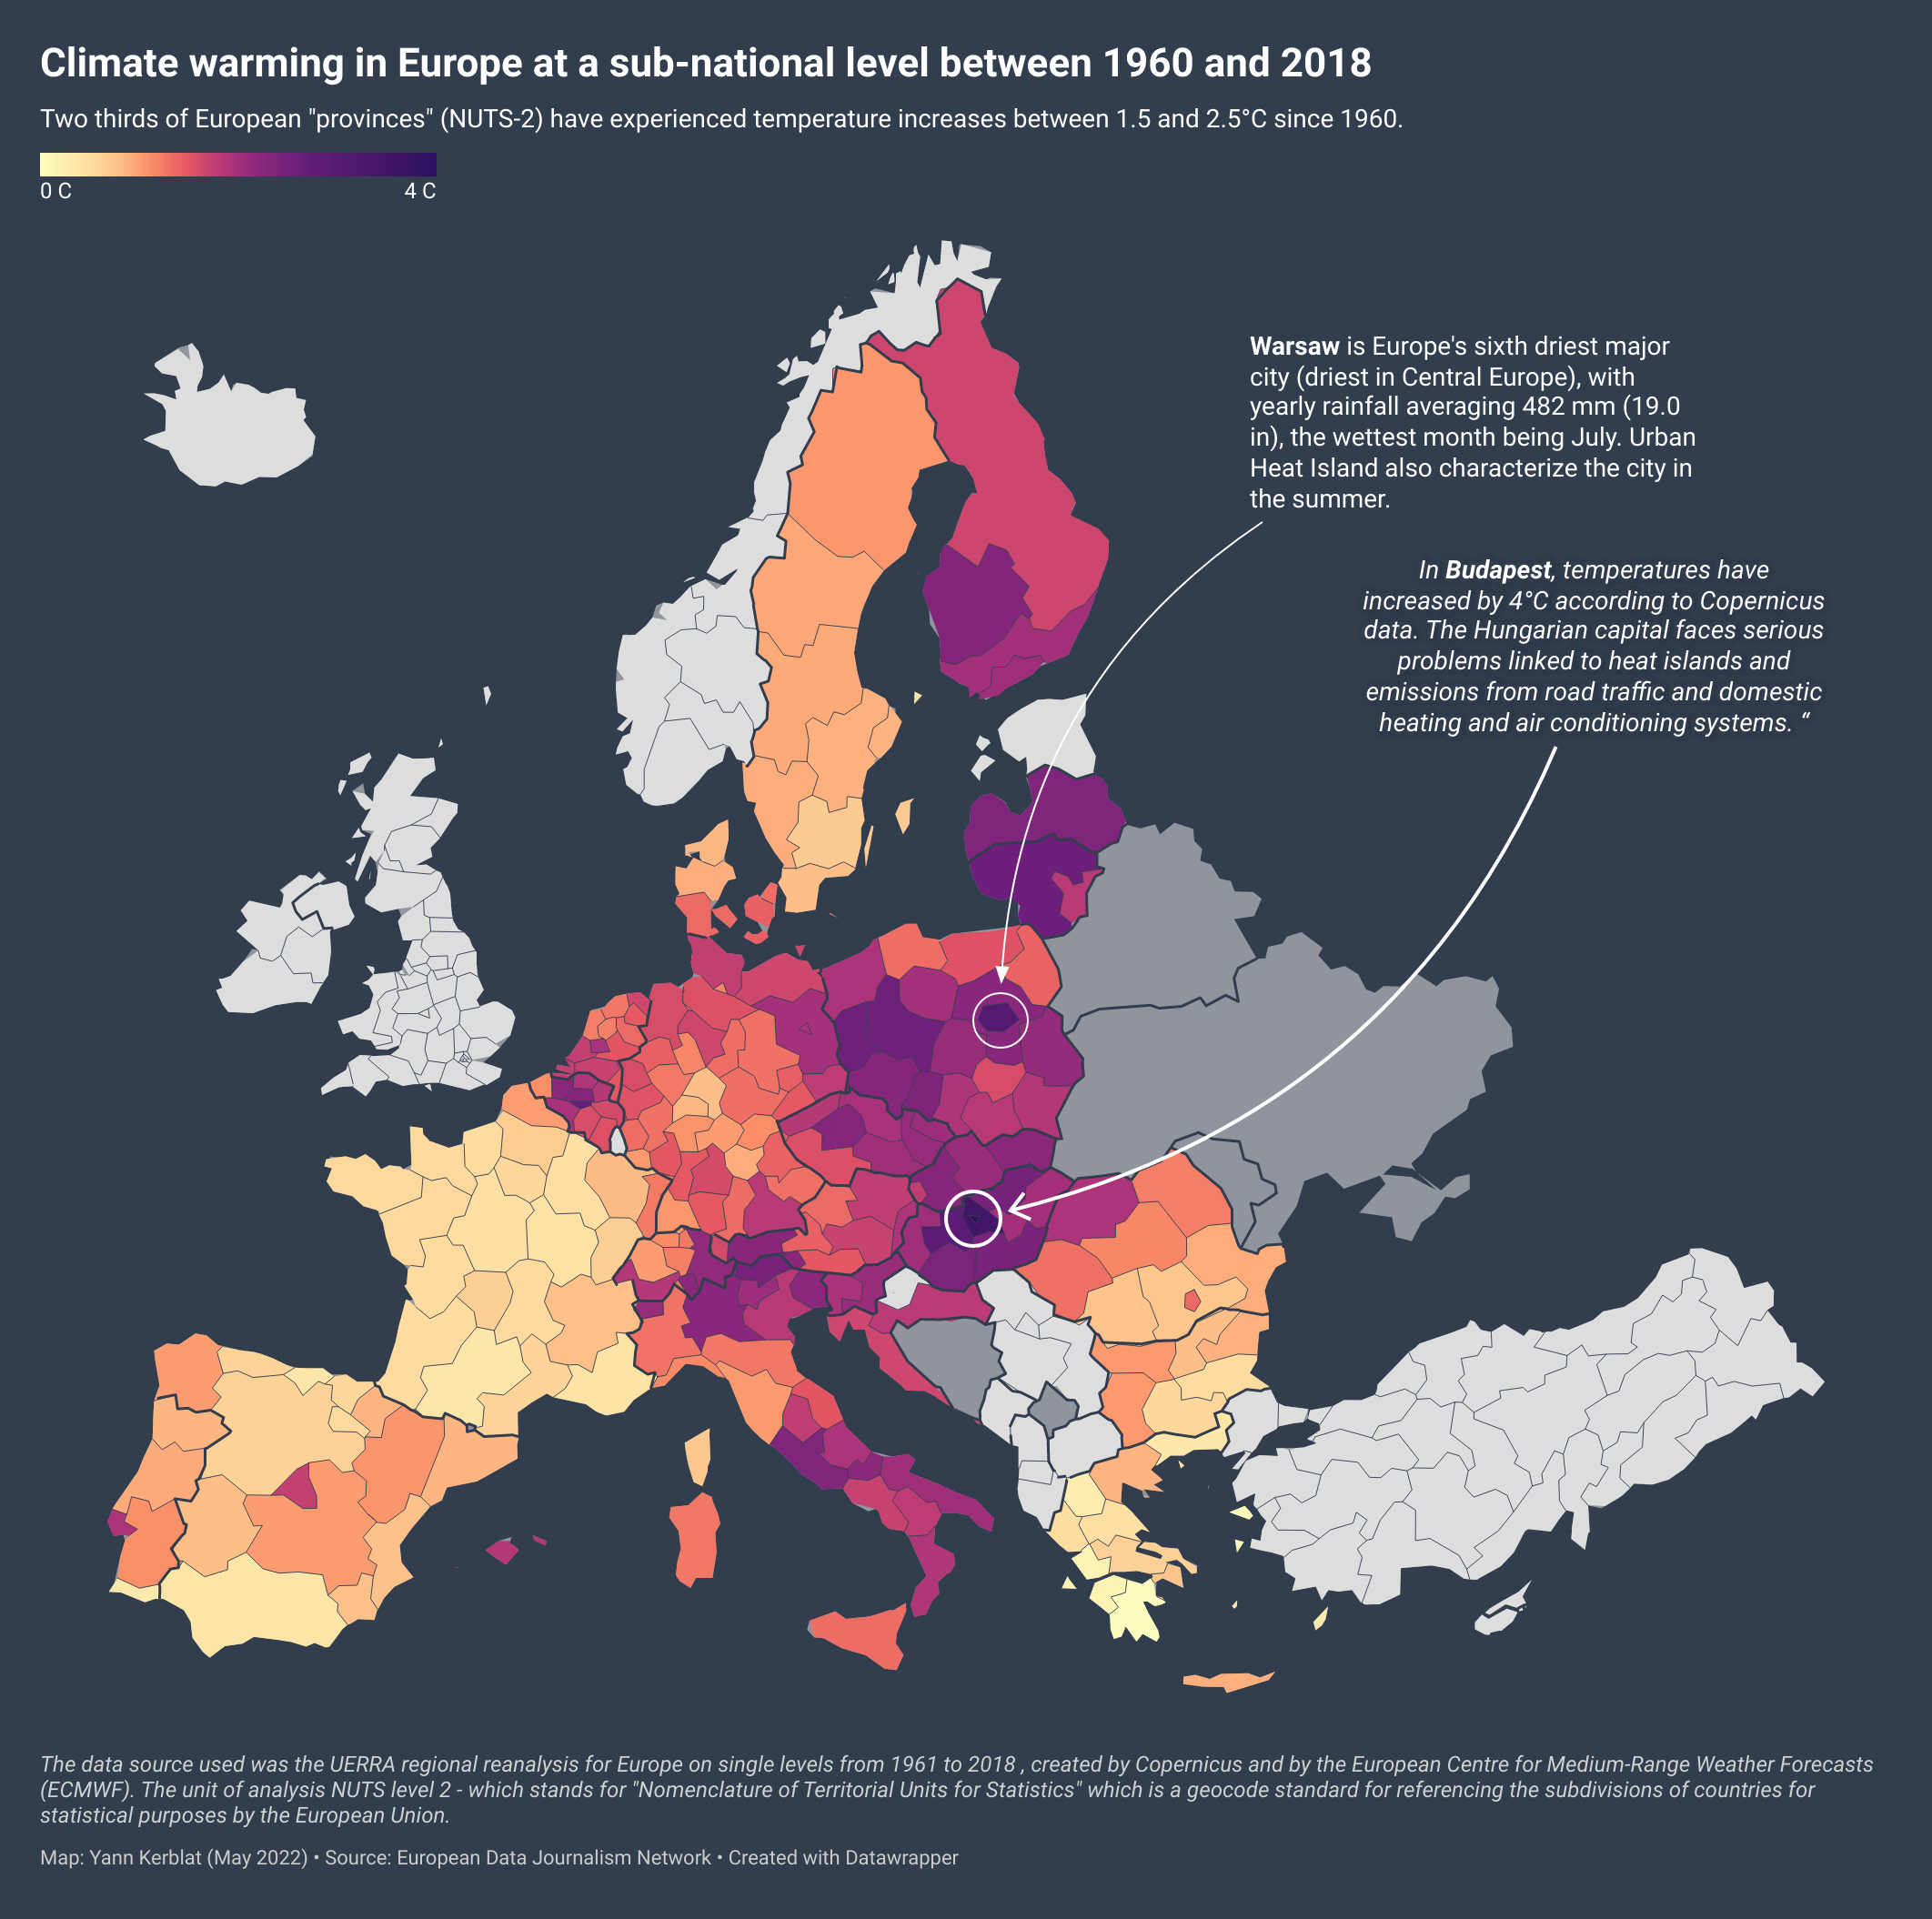 Climate warming in Europe at a sub-national level between 1960 and 2018
Two thirds of European "provinces" (NUTS-2) have experienced temperature increases between 1.5 and 2.5°C since 1960.
0 C
4 C
Warsaw is Europe's sixth driest major
city (driest in Central Europe), with
yearly rainfall averaging 482 mm (19.0
in), the wettest month being July. Urban
Heat Island also characterize the city in
the summer.
In Budapest, temperatures have
increased by 4°C according to Copernicus
data. The Hungarian capital faces serious
problems linked to heat islands and
emissions from road traffic and domestic
heating and air conditioning systems. “
The data source used was the UERRA regional reanalysis for Europe on single levels from 1961 to 2018 , created by Copernicus and by the European Centre for Medium-Range Weather Forecasts
(ECMWF). The unit of analysis NUTS level 2 - which stands for "Nomenclature of Territorial Units for Statistics" which is a geocode standard for referencing the subdivisions of countries for
statistical purposes by the European Union.
Map: Yann Kerblat (May 2022) • Source: European Data Journalism Network • Created with Datawrapper